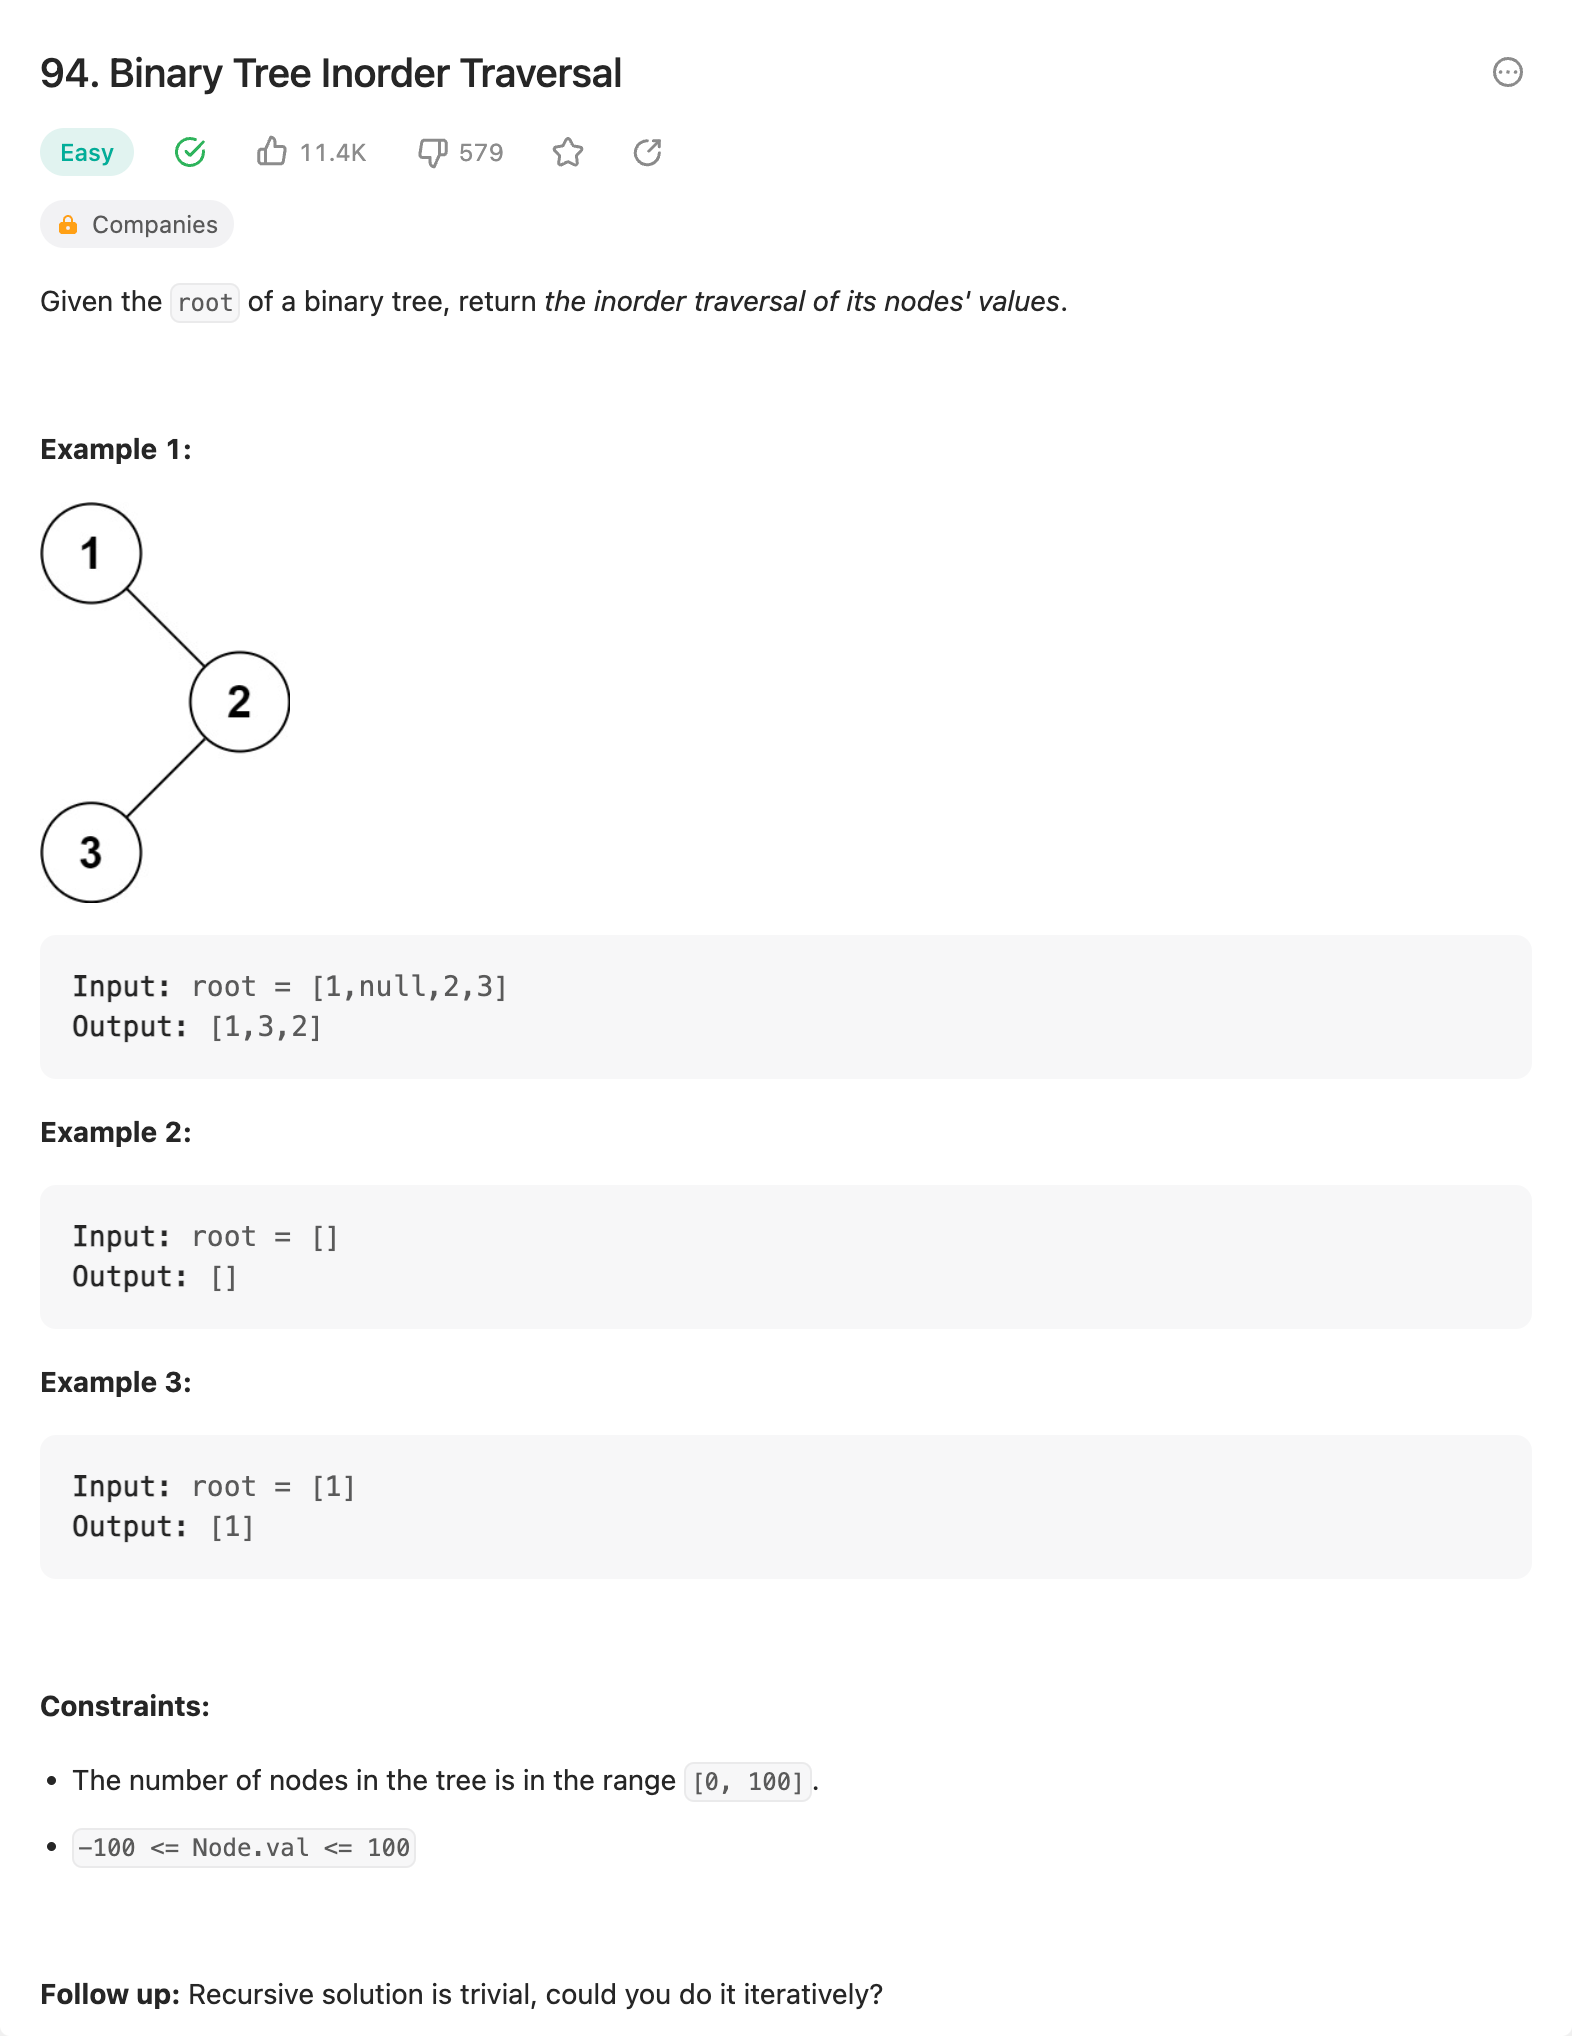 94. Binary Tree Inorder Traversal
Easy 11.4K 579
Companies
Given the root of a binary tree, return the inorder traversal of its nodes' values.
Example 1:
1
2
3
Input: root = [1,null,2,3]
Output: [1,3,2]
Example 2:
Input: root = []
Output: []
Example 3:
Input: root = [1]
Output: [1]
Constraints:
• The number of nodes in the tree is in the range [0, 100].
• -100 <= Node.val <= 100
Follow up: Recursive solution is trivial, could you do it iteratively?